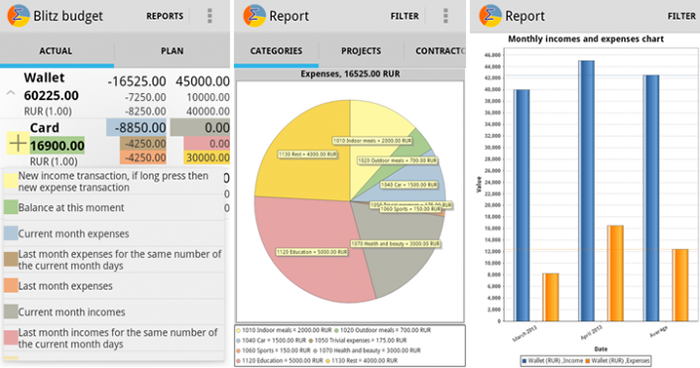 Blitz budget REPORTS
ACTUAL PLAN
Wallet -16525.00 45000.00
60225.00 -7250.00 10000.00
RUR (1.00) -8250.00 40000.00
Card -8850.00 0.00
16900.00 -4250.00 0.00
RUR (1.00) -4250.00 30000.00
New income transaction, if long press then
new expense transaction
Balance at this moment
Current month expenses
Last month expenses for the same number of
the current month days
Last month expenses
Current month incomes
Last month incomes for the same number of
the current month days
Report FILTER
CATEGORIES PROJECTS CONTRACTO
Expenses, 16525.00 RUR
1010 Indoor meals = 2000.00 RUR
1130 Rest = 4000.00 RUR
1020 Outdoor meals = 700.00 RUR
1040 Car = 1500.00 RUR
1060 Sports = 150.00 RUR
1070 Health and beauty = 3000.00 RUR
1120 Education = 5000.00 RUR
1010 Indoor meals = 2000.00 RUR 1020 Outdoor meals = 700.00 RUR
1040 Car = 1500.00 RUR 1050 Trivial expenses = 175.00 RUR
1060 Sports = 150.00 RUR 1070 Health and beauty = 3000.00 RUR
1120 Education = 5000.00 RUR 1130 Rest = 4000.00 RUR
Report FILTER
Monthly incomes and expenses chart
46,000
44,000
42,000
40,000
38,000
36,000
34,000
32,000
30,000
28,000
26,000
24,000
22,000
20,000
18,000
16,000
14,000
12,000
10,000
8,000
6,000
4,000
2,000
0
Value
March 2013 April 2013 Average
Date
Wallet (RUR) ,Income Wallet (RUR) ,Expenses